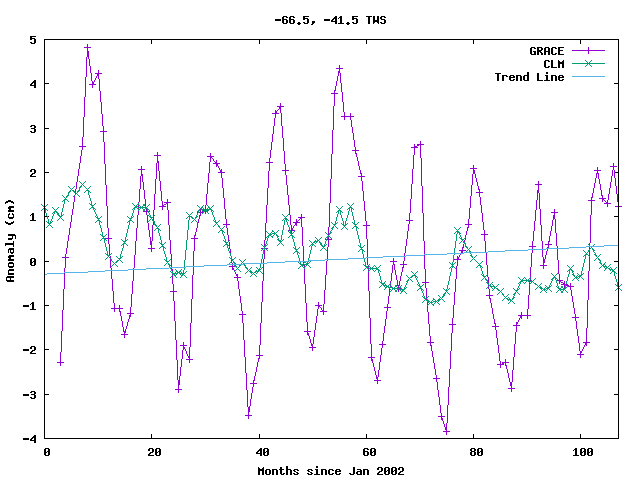 -66.5, -41.5 TWS
GRACE
CLM
Trend Line
Anomaly (cm)
5
4
3
2
1
0
-1
-2
-3
-4
0 20 40 60 80 100
Months since Jan 2002